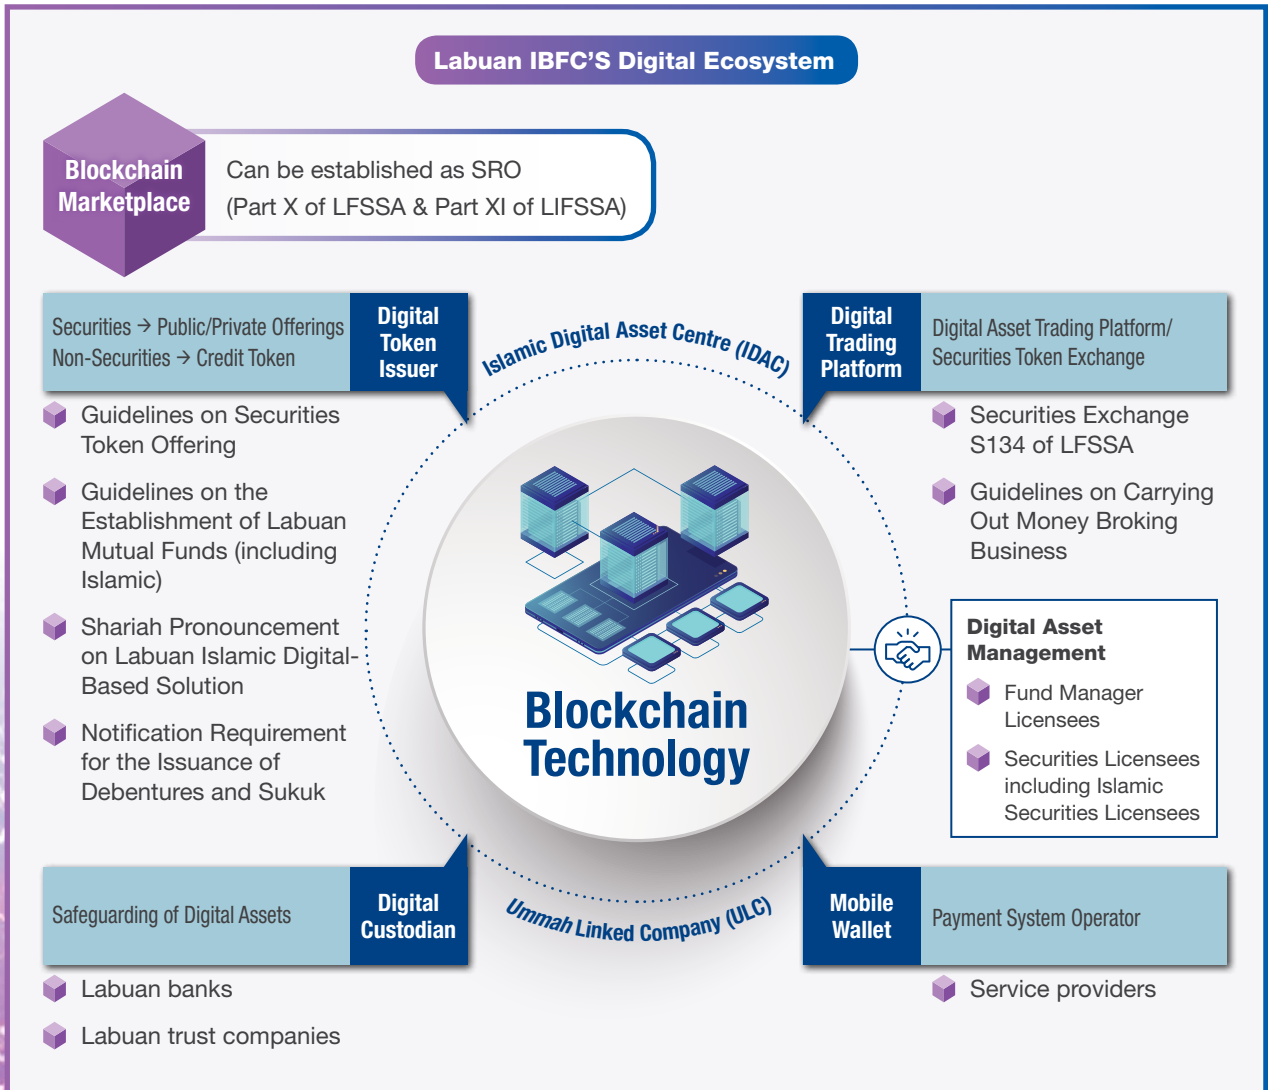 Labuan IBFC'S Digital Ecosystem
Blockchain
Marketplace
Can be established as SRO
(Part X of LFSSA & Part XI of LIFSSA)
Securities → Public/Private Offerings
Non-Securities → Credit Token
Digital
Token
Issuer
Guidelines on Securities
Token Offering
Guidelines on the
Establishment of Labuan
Mutual Funds (including
Islamic)
Shariah Pronouncement
on Labuan Islamic Digital-
Based Solution
Notification Requirement
for the Issuance of
Debentures and Sukuk
Islamic Digital Asset Centre (IDAC)
Digital
Trading
Platform
Digital Asset Trading Platform/
Securities Token Exchange
Securities Exchange
S134 of LFSSA
Guidelines on Carrying
Out Money Broking
Business
Blockchain
Technology
Digital Asset
Management
Fund Manager
Licensees
Securities Licensees
including Islamic
Securities Licensees
Safeguarding of Digital Assets
Digital
Custodian
Labuan banks
Labuan trust companies
Ummah Linked Company (ULC)
Mobile
Wallet
Payment System Operator
Service providers